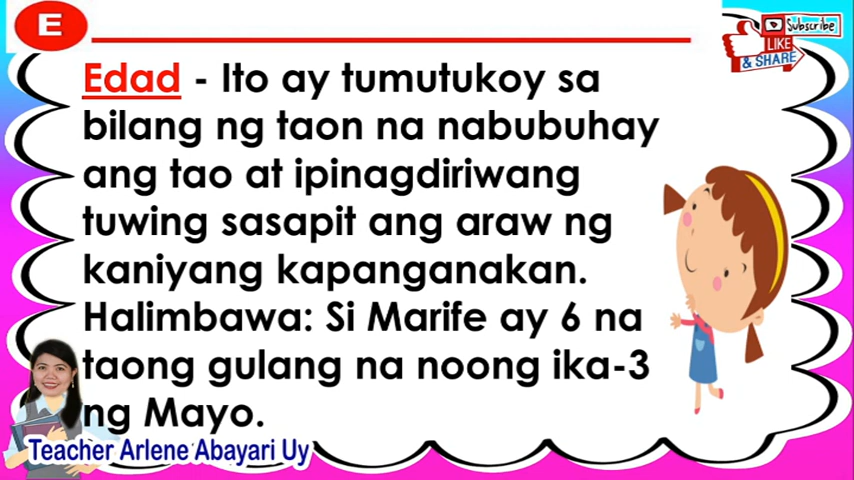 E
Subscribe
LIKE
& SHARE
Edad - Ito ay tumutukoy sa
bilang ng taon na nabubuhay
ang tao at ipinagdiriwang
tuwing sasapit ang araw ng
kaniyang kapanganakan.
Halimbawa: Si Marife ay 6 na
taong gulang na noong ika-3
ng Mayo.
Teacher Arlene Abayari Uy